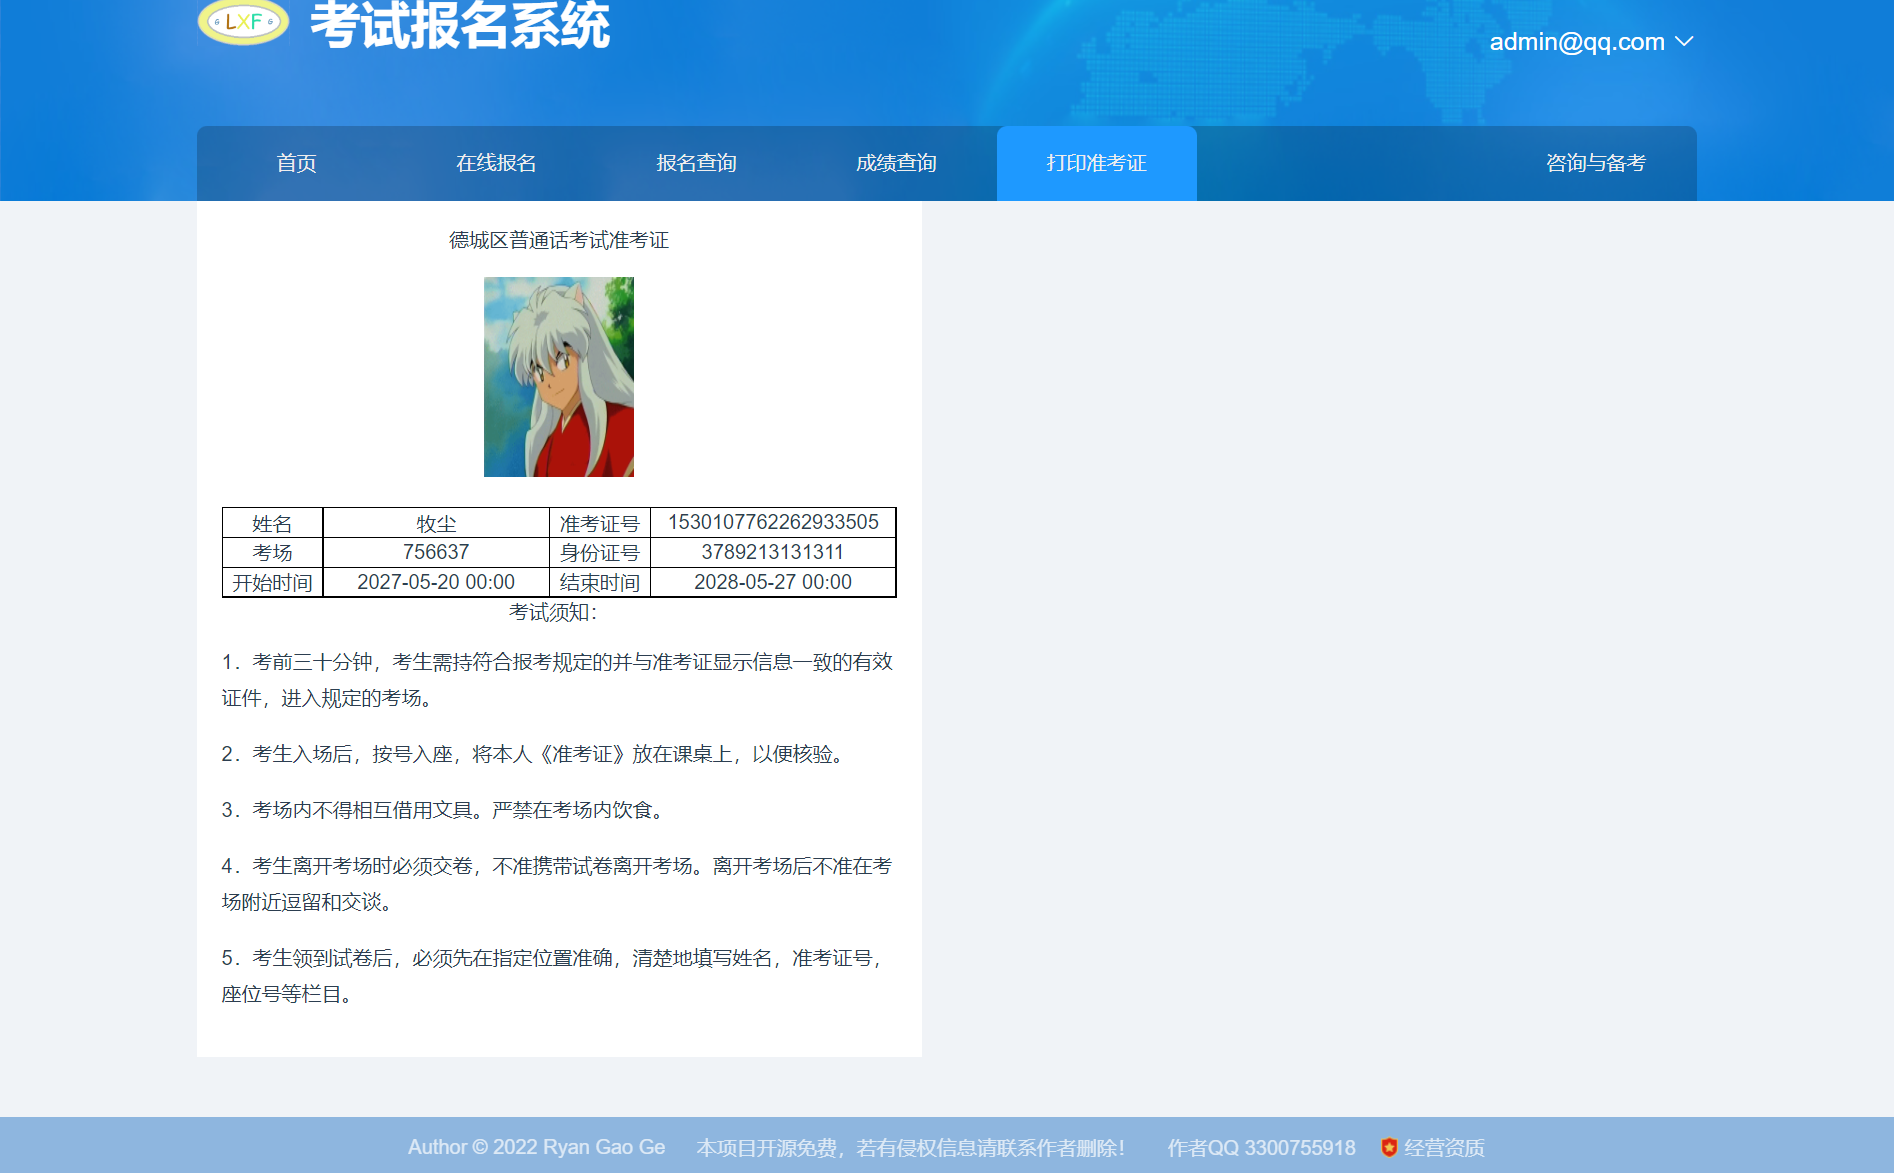 LXF 考试报名系统
admin@qq.com
首页 在线报名 报名查询 成绩查询 打印准考证 咨询与备考
德城区普通话考试准考证
姓名 牧尘 准考证号 1530107762262933505
考场 756637 身份证号 3789213131311
开始时间 2027-05-20 00:00 结束时间 2028-05-27 00:00
考试须知：
1．考前三十分钟，考生需持符合报考规定的并与准考证显示信息一致的有效
证件，进入规定的考场。
2．考生入场后，按号入座，将本人《准考证》放在课桌上，以便核验。
3．考场内不得相互借用文具。严禁在考场内饮食。
4．考生离开考场时必须交卷，不准携带试卷离开考场。离开考场后不准在考
场附近逗留和交谈。
5．考生领到试卷后，必须先在指定位置准确，清楚地填写姓名，准考证号，
座位号等栏目。
Author © 2022 Ryan Gao Ge 本项目开源免费，若有侵权信息请联系作者删除！ 作者QQ 3300755918 经营资质